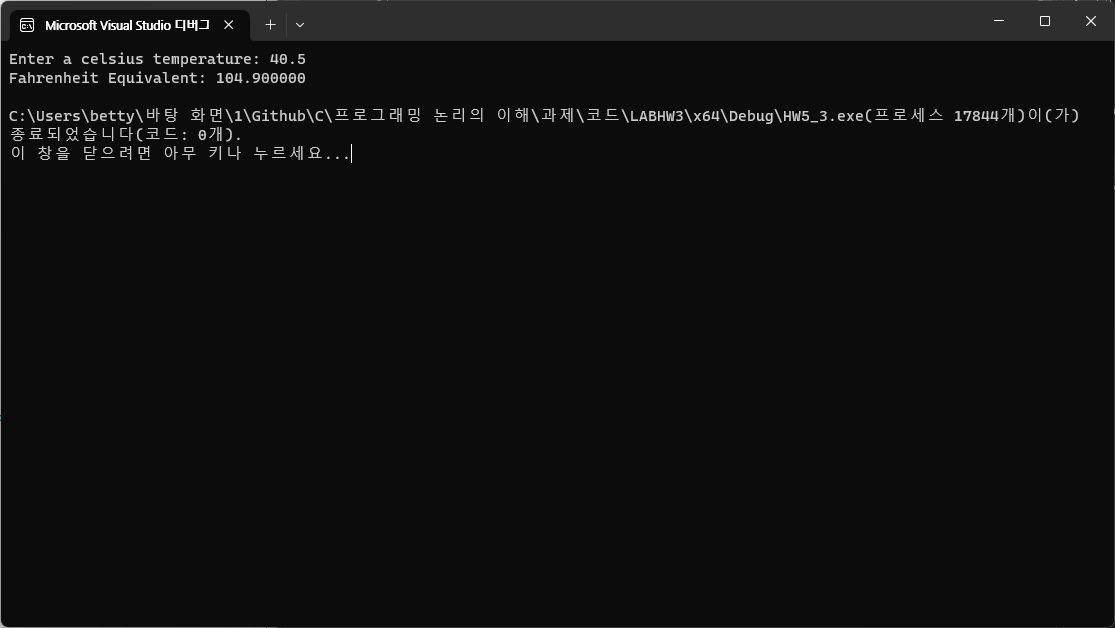 Microsoft Visual Studio 디버그
Enter a celsius temperature: 40.5
Fahrenheit Equivalent: 104.900000
C:\Users\betty\바탕 화면\1\Github\C\프로그래밍 논리의 이해\과제\코드\LABHW3\x64\Debug\HW5_3.exe(프로세스 17844개)이(가)
종료되었습니다(코드: 0개).
이 창을 닫으려면 아무 키나 누르세요...